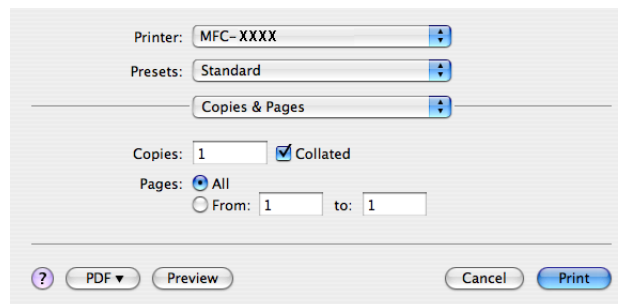 Printer: MFC-XXXX
Presets: Standard
Copies & Pages
Copies: 1 Collated
Pages: All
From: 1 to: 1
? PDF▼ Preview Cancel Print